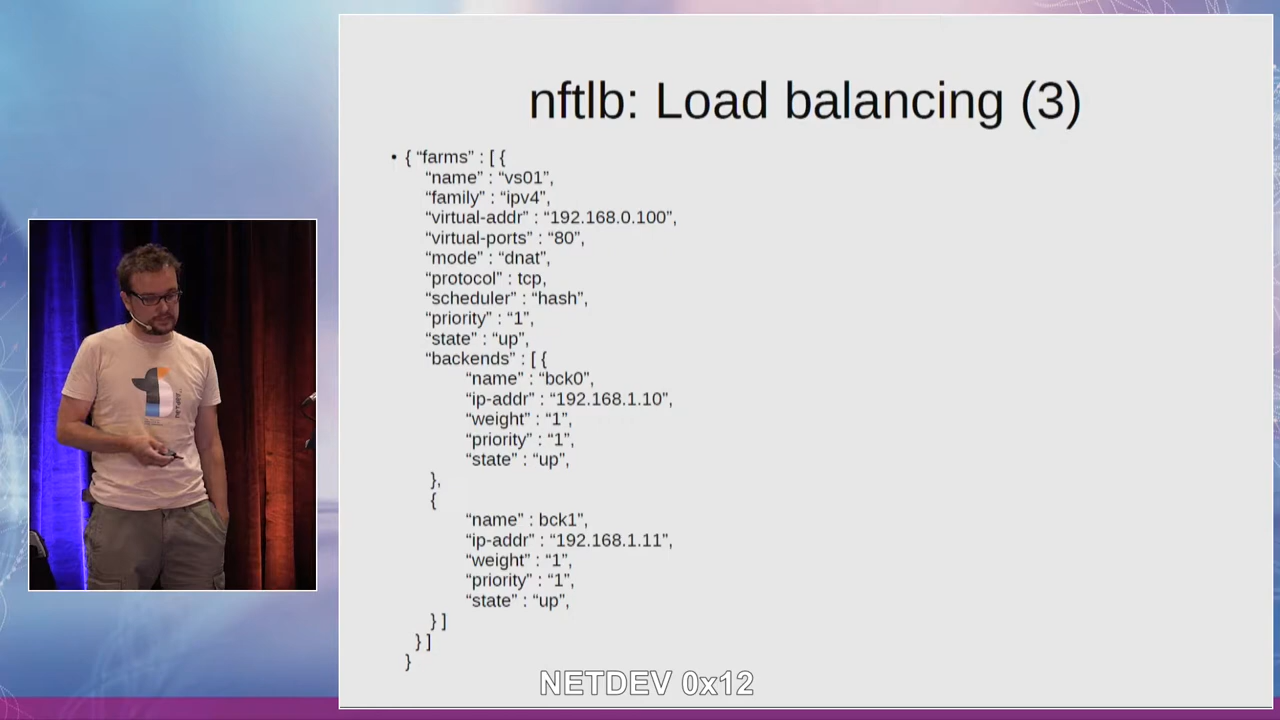 nftlb: Load balancing (3)
• { “farms” : [ {
“name” : “vs01”,
“family” : “ipv4”,
“virtual-addr” : “192.168.0.100”,
“virtual-ports” : “80”,
“mode” : “dnat”,
“protocol” : tcp,
“scheduler” : “hash”,
“priority” : “1”,
“state” : “up”,
“backends” : [ {
“name” : “bck0”,
“ip-addr” : “192.168.1.10”,
“weight” : “1”,
“priority” : “1”,
“state” : “up”,
},
{
“name” : bck1”,
“ip-addr” : “192.168.1.11”,
“weight” : “1”,
“priority” : “1”,
“state” : “up”,
} ]
} ]
}
NETDEV 0x12